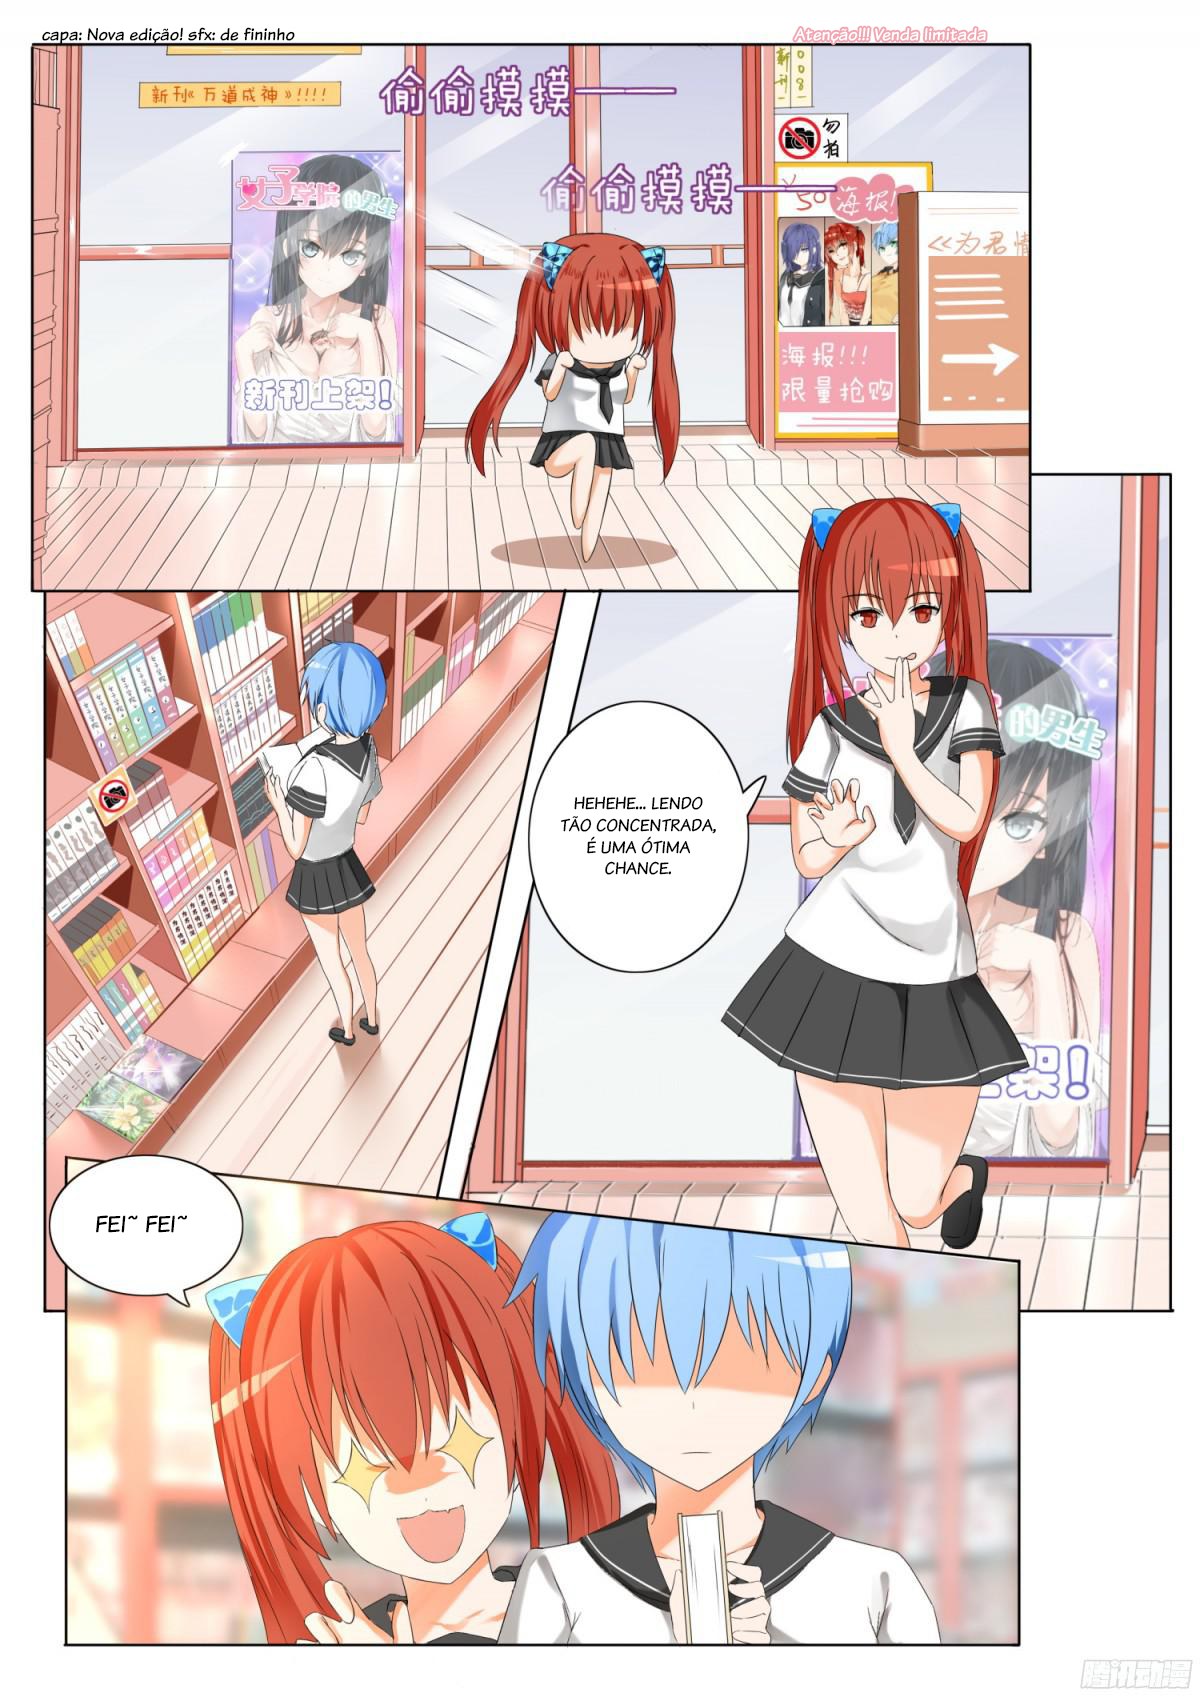 capa: Nova edição! sfx: de fininho
Atenção!!! Venda limitada
新刊《万道成神》!!!!
偷偷摸摸——
偷偷摸摸——
女子学院的男生
新刊上架!
勿拍
¥50
海报!
《为君情
海报!!!
限量抢购
的男生
架!
HEHEHE... LENDO
TÃO CONCENTRADA,
É UMA ÓTIMA
CHANCE.
FEI~ FEI~
腾讯动漫